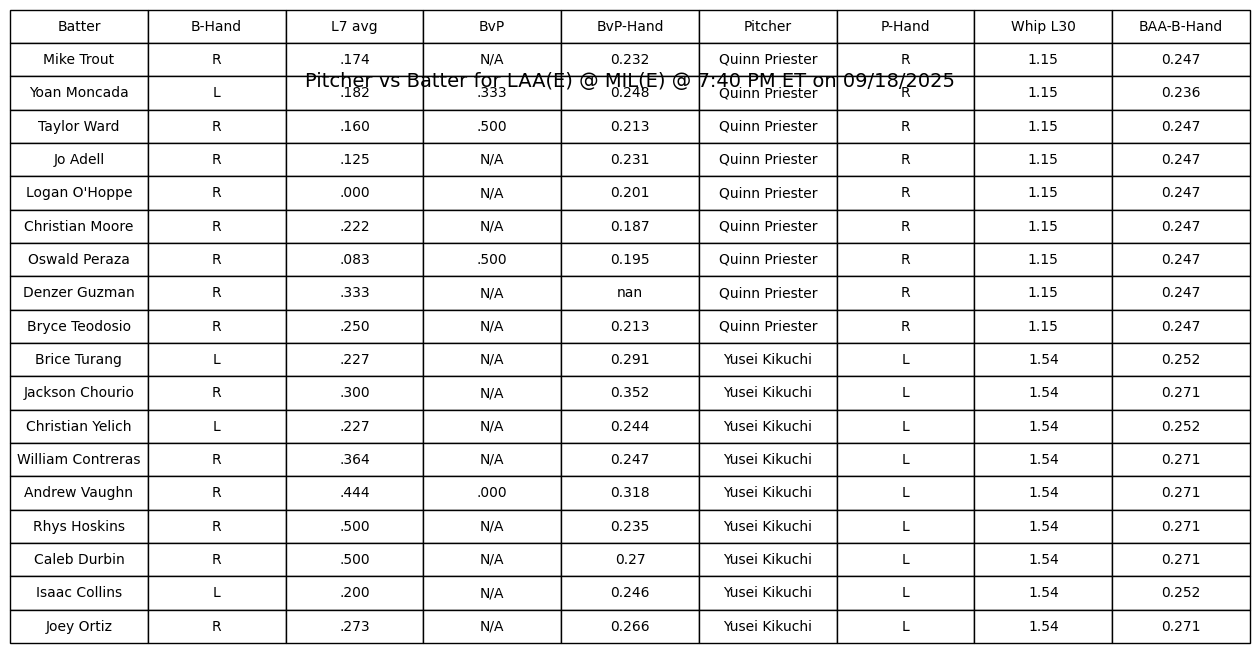 Batter B-Hand L7 avg BvP BvP-Hand Pitcher P-Hand Whip L30 BAA-B-Hand
Mike Trout R .174 N/A 0.232 Quinn Priester R 1.15 0.247
Pitcher vs Batter for LAA(E) @ MIL(E) @ 7:40 PM ET on 09/18/2025
Yoan Moncada L .182 .333 0.248 Quinn Priester R 1.15 0.236
Taylor Ward R .160 .500 0.213 Quinn Priester R 1.15 0.247
Jo Adell R .125 N/A 0.231 Quinn Priester R 1.15 0.247
Logan O'Hoppe R .000 N/A 0.201 Quinn Priester R 1.15 0.247
Christian Moore R .222 N/A 0.187 Quinn Priester R 1.15 0.247
Oswald Peraza R .083 .500 0.195 Quinn Priester R 1.15 0.247
Denzer Guzman R .333 N/A nan Quinn Priester R 1.15 0.247
Bryce Teodosio R .250 N/A 0.213 Quinn Priester R 1.15 0.247
Brice Turang L .227 N/A 0.291 Yusei Kikuchi L 1.54 0.252
Jackson Chourio R .300 N/A 0.352 Yusei Kikuchi L 1.54 0.271
Christian Yelich L .227 N/A 0.244 Yusei Kikuchi L 1.54 0.252
William Contreras R .364 N/A 0.247 Yusei Kikuchi L 1.54 0.271
Andrew Vaughn R .444 .000 0.318 Yusei Kikuchi L 1.54 0.271
Rhys Hoskins R .500 N/A 0.235 Yusei Kikuchi L 1.54 0.271
Caleb Durbin R .500 N/A 0.27 Yusei Kikuchi L 1.54 0.271
Isaac Collins L .200 N/A 0.246 Yusei Kikuchi L 1.54 0.252
Joey Ortiz R .273 N/A 0.266 Yusei Kikuchi L 1.54 0.271